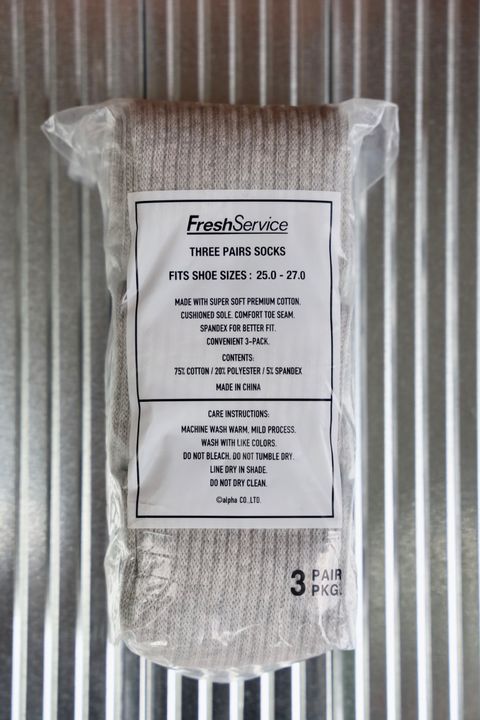 FreshService
THREE PAIRS SOCKS
FITS SHOE SIZES : 25.0 - 27.0
MADE WITH SUPER SOFT PREMIUM COTTON.
CUSHIONED SOLE. COMFORT TOE SEAM.
SPANDEX FOR BETTER FIT.
CONVENIENT 3-PACK.
CONTENTS:
75% COTTON / 20% POLYESTER / 5% SPANDEX
MADE IN CHINA
CARE INSTRUCTIONS:
MACHINE WASH WARM. MILD PROCESS.
WASH WITH LIKE COLORS.
DO NOT BLEACH. DO NOT TUMBLE DRY.
LINE DRY IN SHADE.
DO NOT DRY CLEAN.
©alpha CO.,LTD.
3 PAIR
PKG.